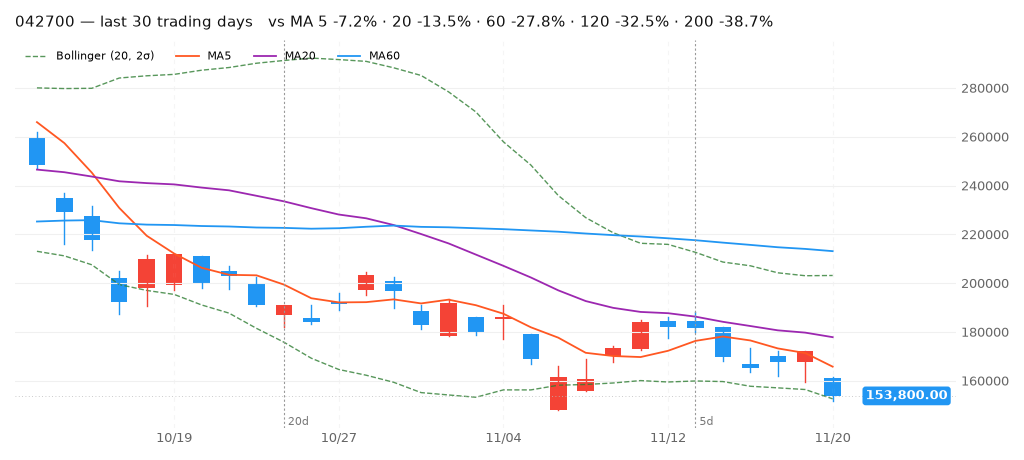 042700 — last 30 trading days   vs MA 5 -7.2% · 20 -13.5% · 60 -27.8% · 120 -32.5% · 200 -38.7%
Bollinger (20, 2σ) MA5 MA20 MA60
280000
260000
240000
220000
200000
180000
160000
153,800.00
20d 5d
10/19 10/27 11/04 11/12 11/20